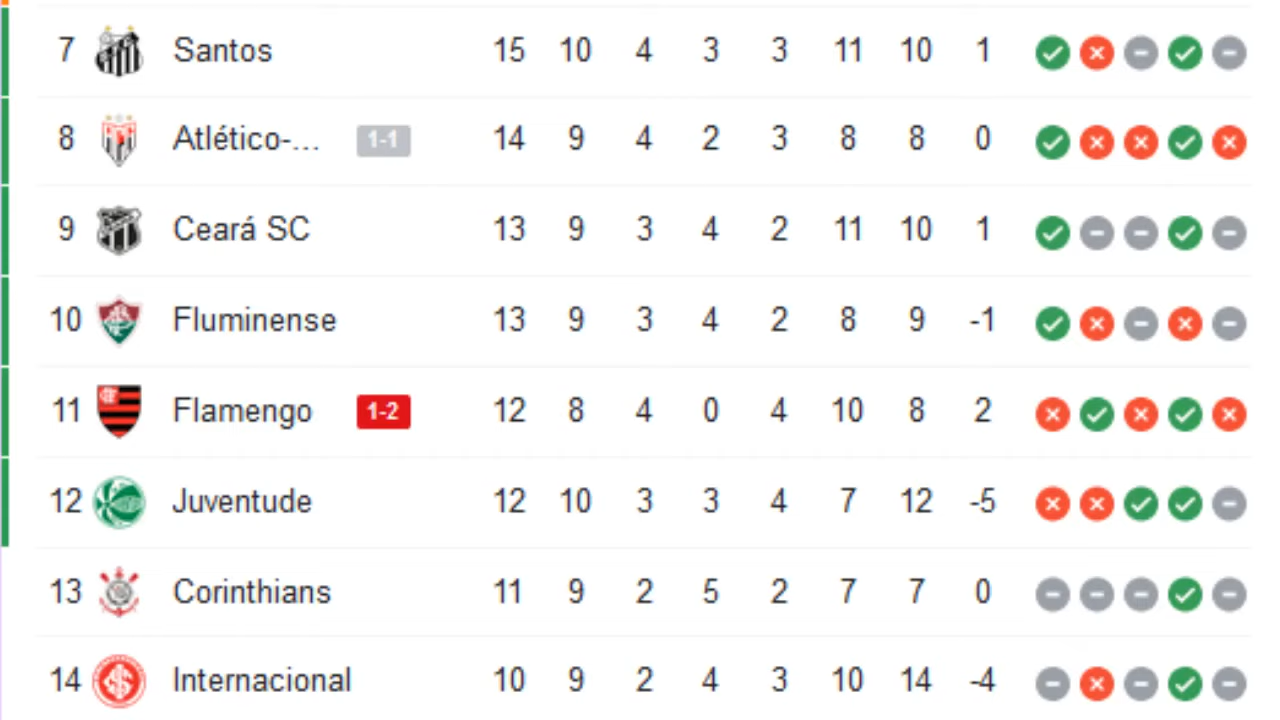 7 Santos 15 10 4 3 3 11 10 1
8 Atlético-... 1-1 14 9 4 2 3 8 8 0
9 Ceará SC 13 9 3 4 2 11 10 1
10 Fluminense 13 9 3 4 2 8 9 -1
11 Flamengo 1-2 12 8 4 0 4 10 8 2
12 Juventude 12 10 3 3 4 7 12 -5
13 Corinthians 11 9 2 5 2 7 7 0
14 Internacional 10 9 2 4 3 10 14 -4